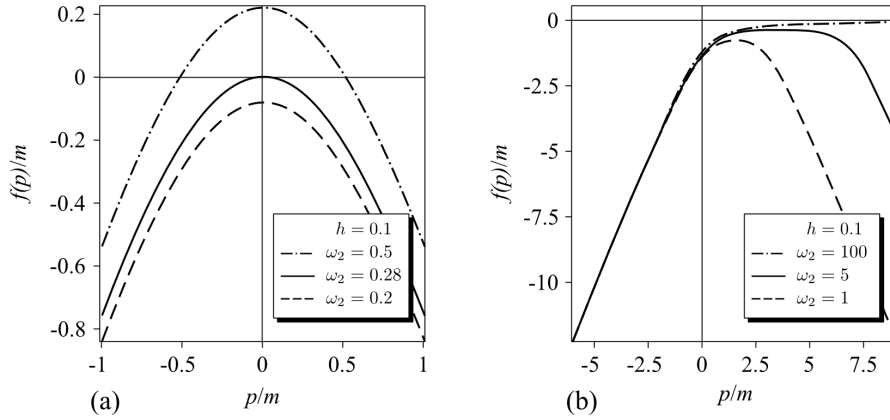 0.2
0
-0.2
-0.4
-0.6
-0.8
f(p)/m
h = 0.1
ω₂ = 0.5
ω₂ = 0.28
ω₂ = 0.2
-1
-0.5
0
0.5
1
(a)
p/m
-0
-2.5
-5
-7.5
-10
f(p)/m
h = 0.1
ω₂ = 100
ω₂ = 5
ω₂ = 1
-5
-2.5
0
2.5
5
7.5
(b)
p/m